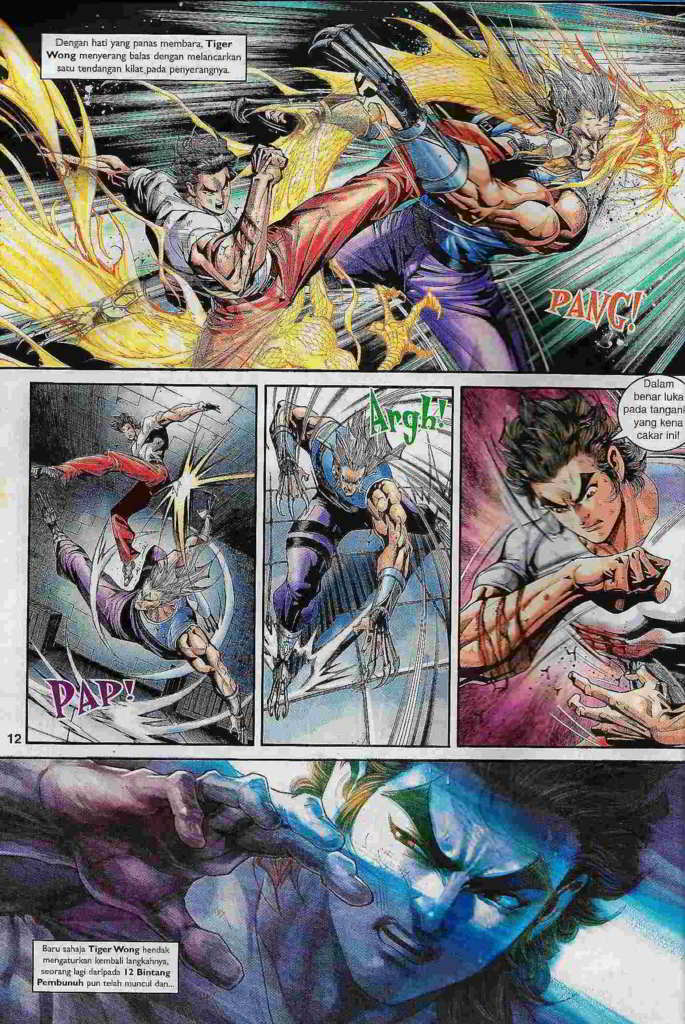 Dengan hati yang panas membara, Tiger
Wong menyerang balas dengan melancarkan
satu tendangan kilat pada penyerangnya.
PANG!
PAP!
Argh!
Dalam
benar luka
pada tangan
yang kena
cakar ini!
12
Baru sahaja Tiger Wong hendak
mengaturkan kembali langkahnya,
seorang lagi daripada 12 Bintang
Pembunuh pun telah muncul dan...